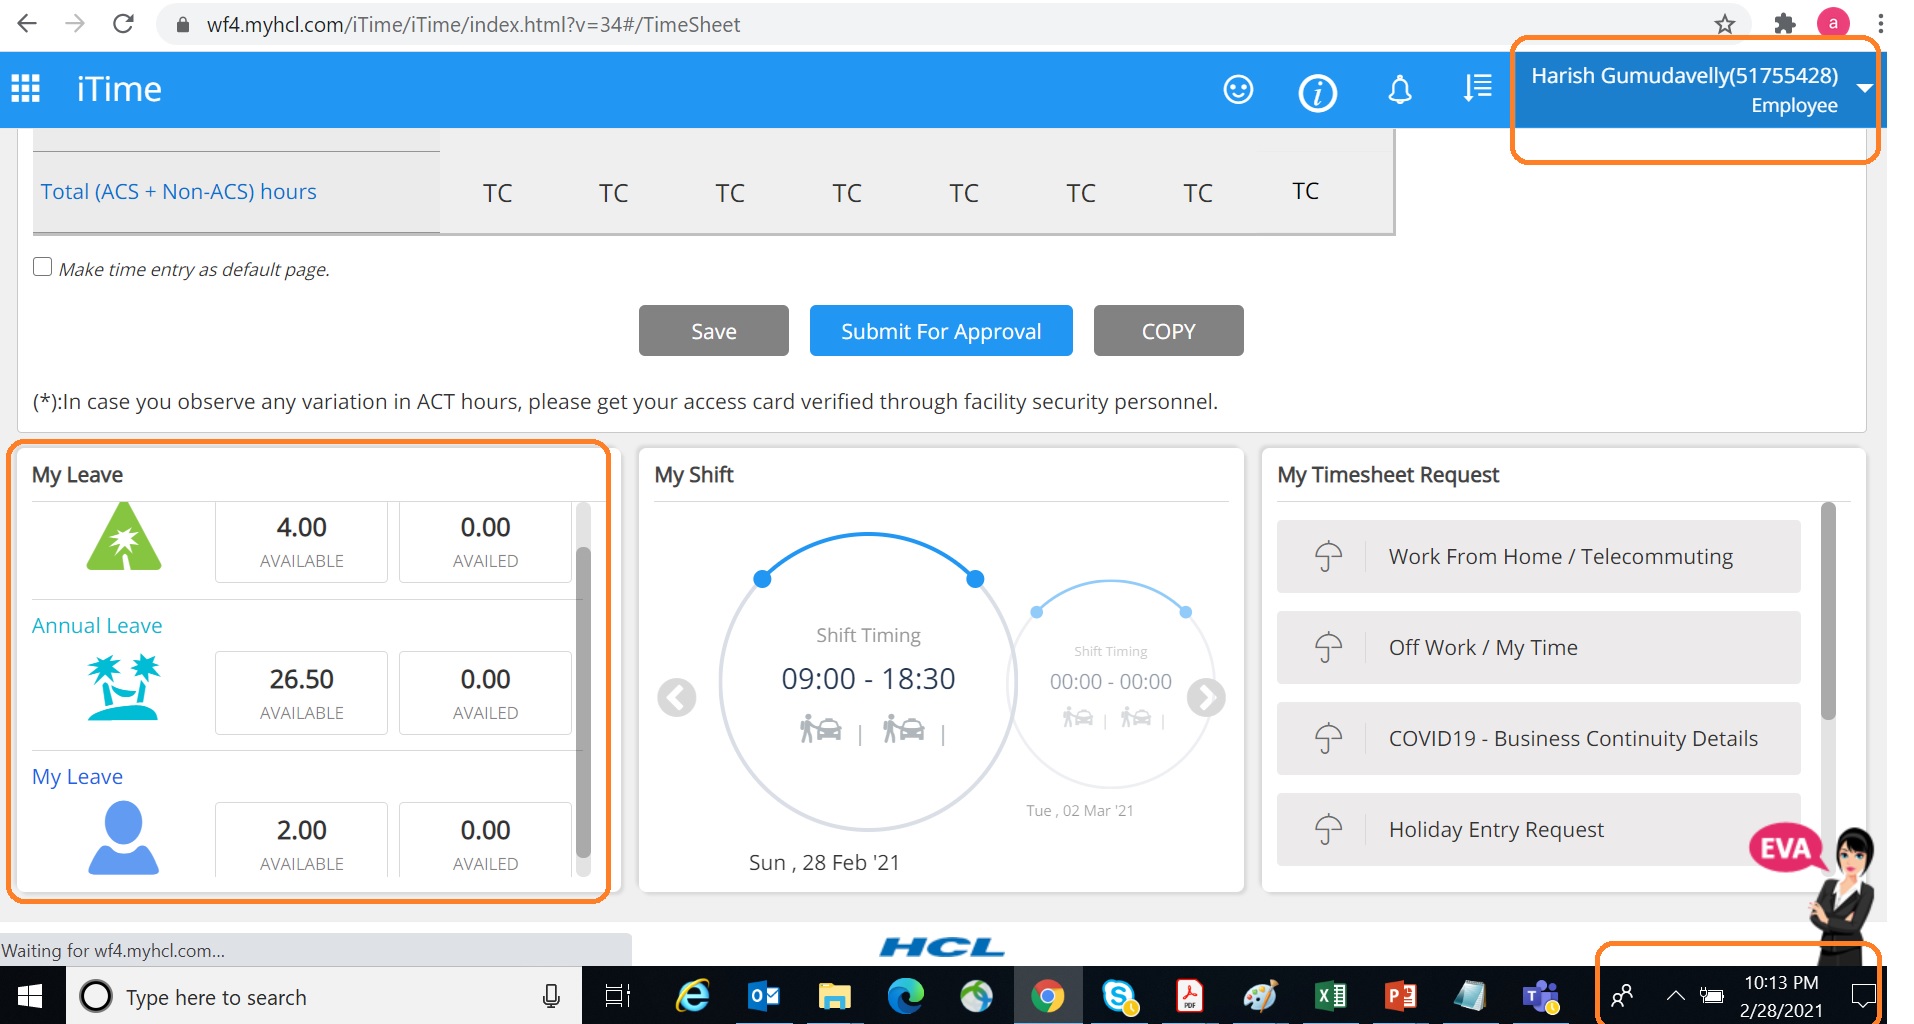 wf4.myhcl.com/iTime/iTime/index.html?v=34#/TimeSheet
a
iTime
i
Harish Gumudavelly(51755428)
Employee
Total (ACS + Non-ACS) hours TC TC TC TC TC TC TC TC
Make time entry as default page.
Save Submit For Approval COPY
(*):In case you observe any variation in ACT hours, please get your access card verified through facility security personnel.
My Leave
4.00 0.00
AVAILABLE AVAILED
Annual Leave
26.50 0.00
AVAILABLE AVAILED
My Leave
2.00 0.00
AVAILABLE AVAILED
My Shift
Shift Timing
09:00 - 18:30
Sun , 28 Feb '21
Shift Timing
00:00 - 00:00
Tue , 02 Mar '21
My Timesheet Request
Work From Home / Telecommuting
Off Work / My Time
COVID19 - Business Continuity Details
Holiday Entry Request
EVA
Waiting for wf4.myhcl.com...
HCL
Type here to search
10:13 PM
2/28/2021